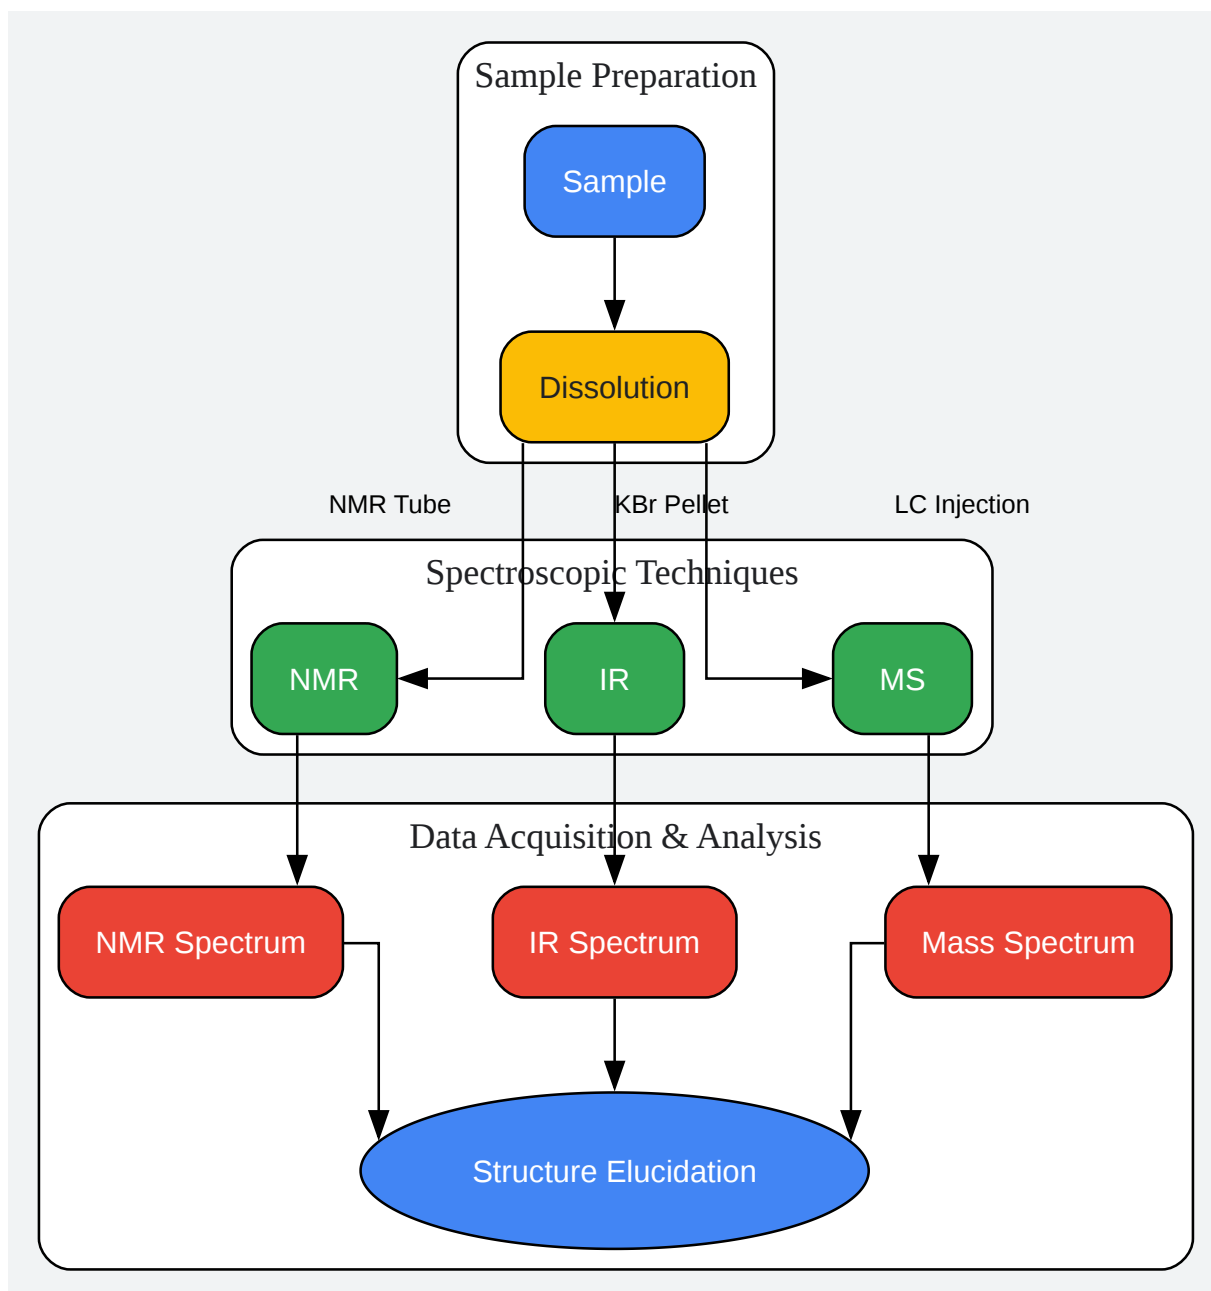 Sample Preparation
Sample
Dissolution
NMR Tube
KBr Pellet
LC Injection
Spectroscopic Techniques
NMR
IR
MS
Data Acquisition & Analysis
NMR Spectrum
IR Spectrum
Mass Spectrum
Structure Elucidation